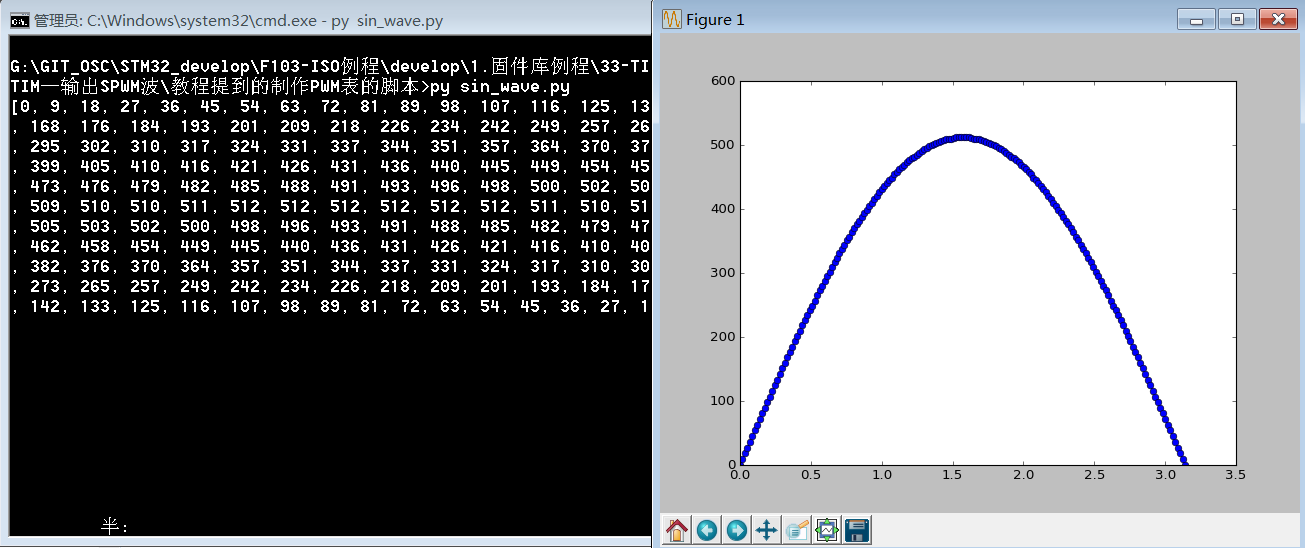 管理员: C:\Windows\system32\cmd.exe - py sin_wave.py
G:\GIT_OSC\STM32_develop\F103-ISO例程\develop\1.固件库例程\33-TI
TIM—输出SPWM波\教程提到的制作PWM表的脚本>py sin_wave.py
[0, 9, 18, 27, 36, 45, 54, 63, 72, 81, 89, 98, 107, 116, 125, 13
, 168, 176, 184, 193, 201, 209, 218, 226, 234, 242, 249, 257, 26
, 295, 302, 310, 317, 324, 331, 337, 344, 351, 357, 364, 370, 37
, 399, 405, 410, 416, 421, 426, 431, 436, 440, 445, 449, 454, 45
, 473, 476, 479, 482, 485, 488, 491, 493, 496, 498, 500, 502, 50
, 509, 510, 510, 511, 512, 512, 512, 512, 512, 512, 511, 510, 51
, 505, 503, 502, 500, 498, 496, 493, 491, 488, 485, 482, 479, 47
, 462, 458, 454, 449, 445, 440, 436, 431, 426, 421, 416, 410, 40
, 382, 376, 370, 364, 357, 351, 344, 337, 331, 324, 317, 310, 30
, 273, 265, 257, 249, 242, 234, 226, 218, 209, 201, 193, 184, 17
, 142, 133, 125, 116, 107, 98, 89, 81, 72, 63, 54, 45, 36, 27, 1
半:
Figure 1
600
500
400
300
200
100
0
0.0 0.5 1.0 1.5 2.0 2.5 3.0 3.5